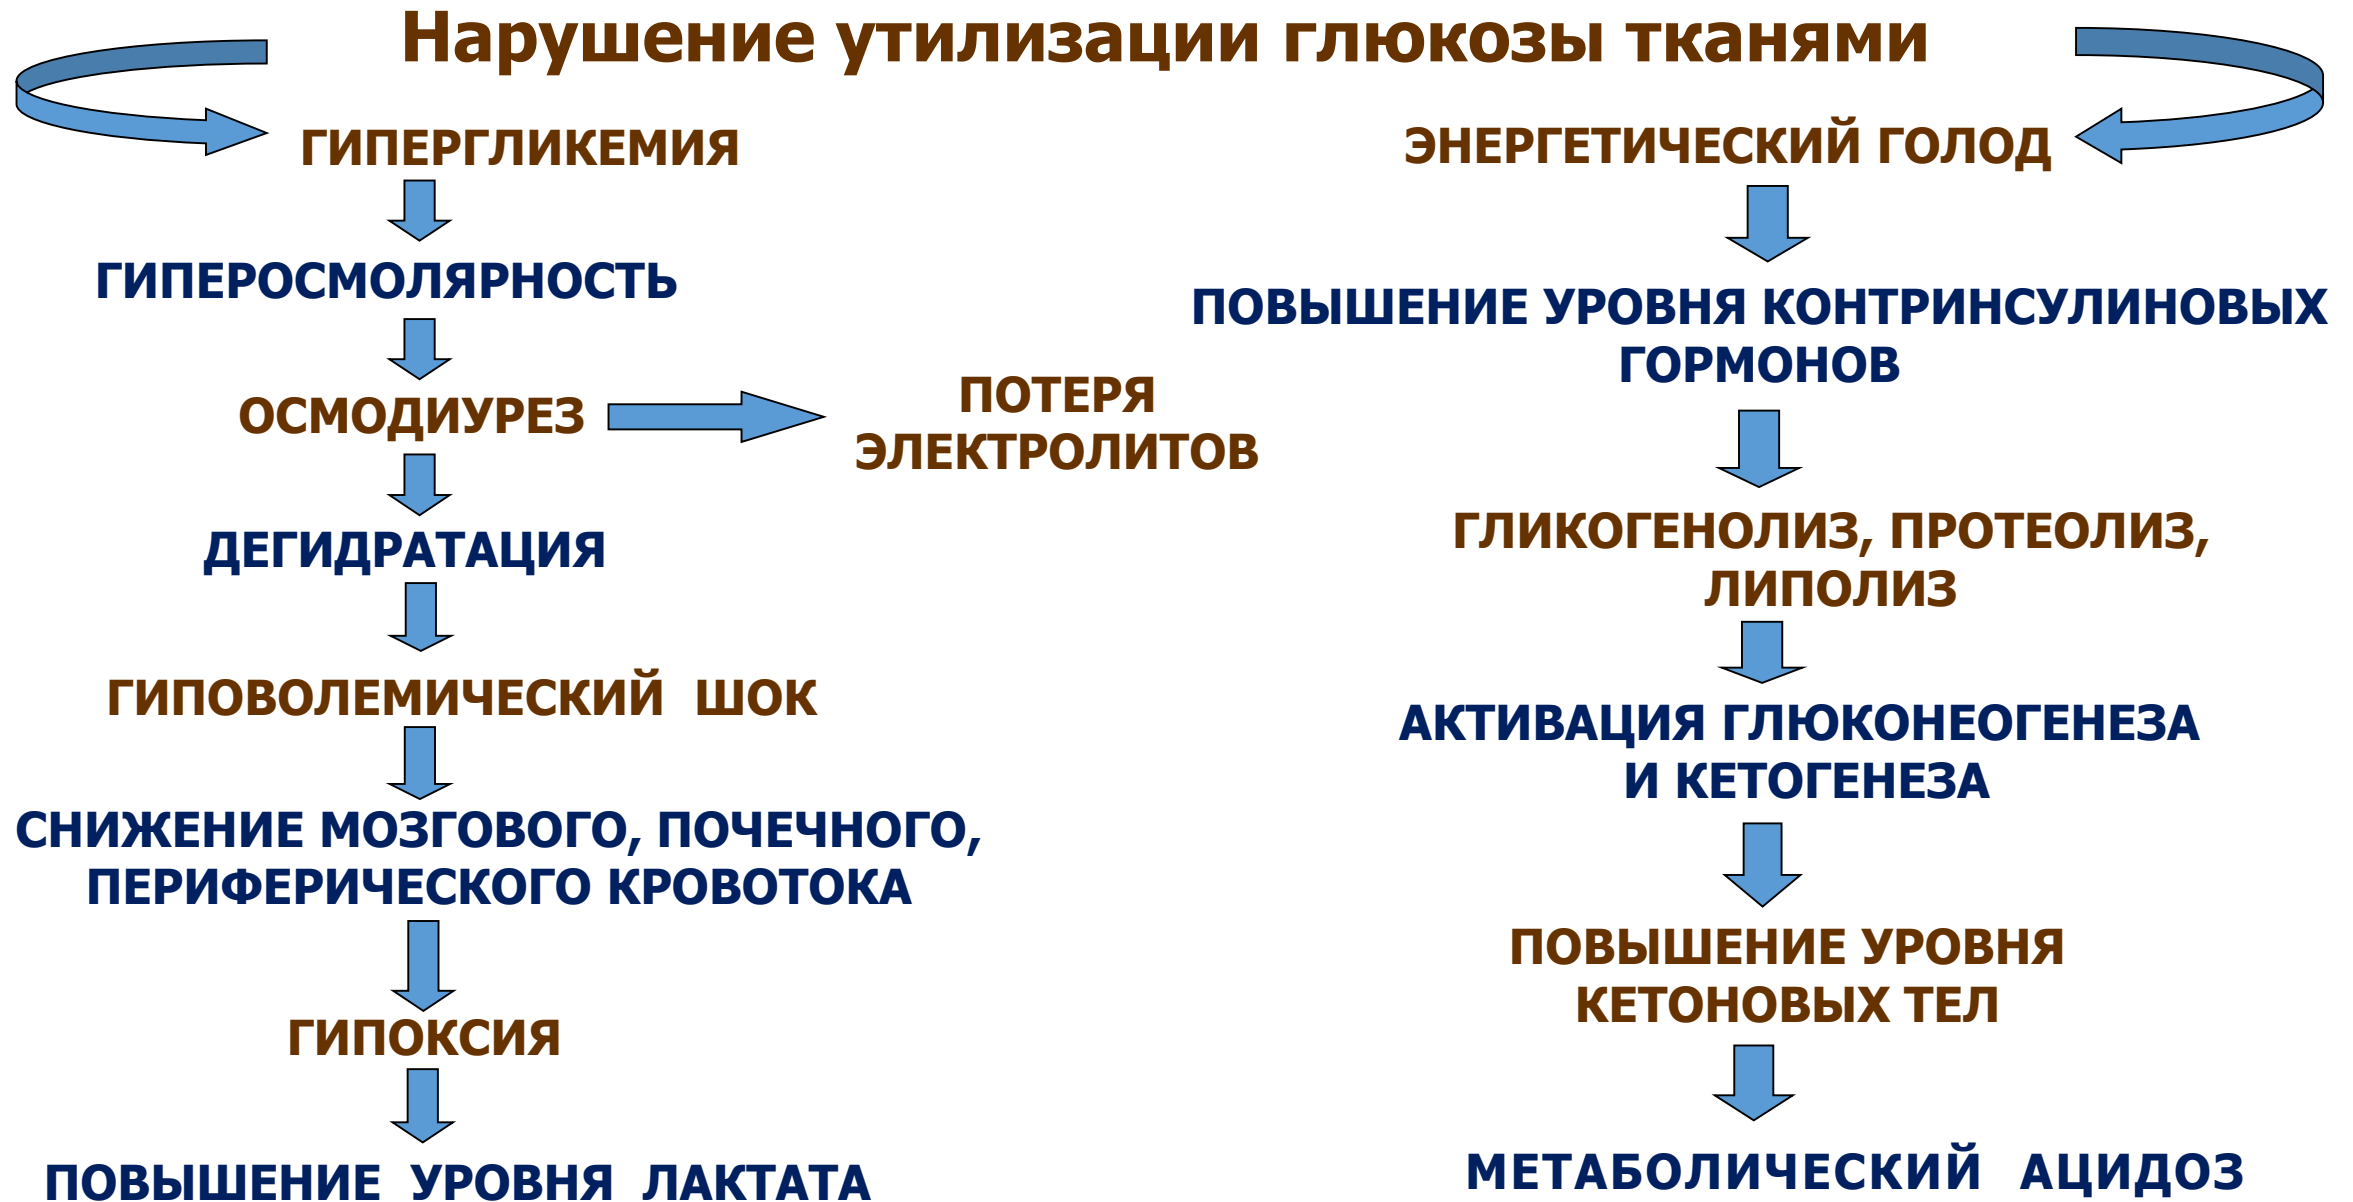 Нарушение утилизации глюкозы тканями
ГИПЕРГЛИКЕМИЯ
ГИПЕРОСМОЛЯРНОСТЬ
ОСМОДИУРЕЗ
ПОТЕРЯ
ЭЛЕКТРОЛИТОВ
ДЕГИДРАТАЦИЯ
ГИПОВОЛЕМИЧЕСКИЙ ШОК
СНИЖЕНИЕ МОЗГОВОГО, ПОЧЕЧНОГО,
ПЕРИФЕРИЧЕСКОГО КРОВОТОКА
ГИПОКСИЯ
ПОВЫШЕНИЕ УРОВНЯ ЛАКТАТА
ЭНЕРГЕТИЧЕСКИЙ ГОЛОД
ПОВЫШЕНИЕ УРОВНЯ КОНТРИНСУЛИНОВЫХ
ГОРМОНОВ
ГЛИКОГЕНОЛИЗ, ПРОТЕОЛИЗ,
ЛИПОЛИЗ
АКТИВАЦИЯ ГЛЮКОНЕОГЕНЕЗА
И КЕТОГЕНЕЗА
ПОВЫШЕНИЕ УРОВНЯ
КЕТОНОВЫХ ТЕЛ
МЕТАБОЛИЧЕСКИЙ АЦИДОЗ